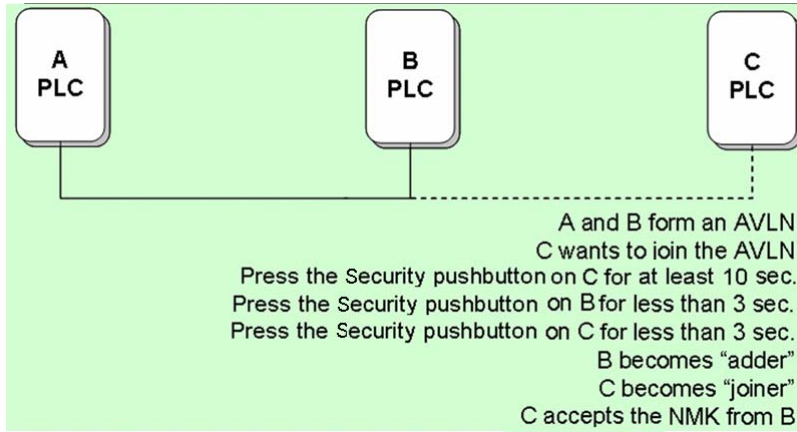 A
PLC
B
PLC
C
PLC
A and B form an AVLN
C wants to join the AVLN
Press the Security pushbutton on C for at least 10 sec.
Press the Security pushbutton on B for less than 3 sec.
Press the Security pushbutton on C for less than 3 sec.
B becomes “adder”
C becomes “joiner”
C accepts the NMK from B